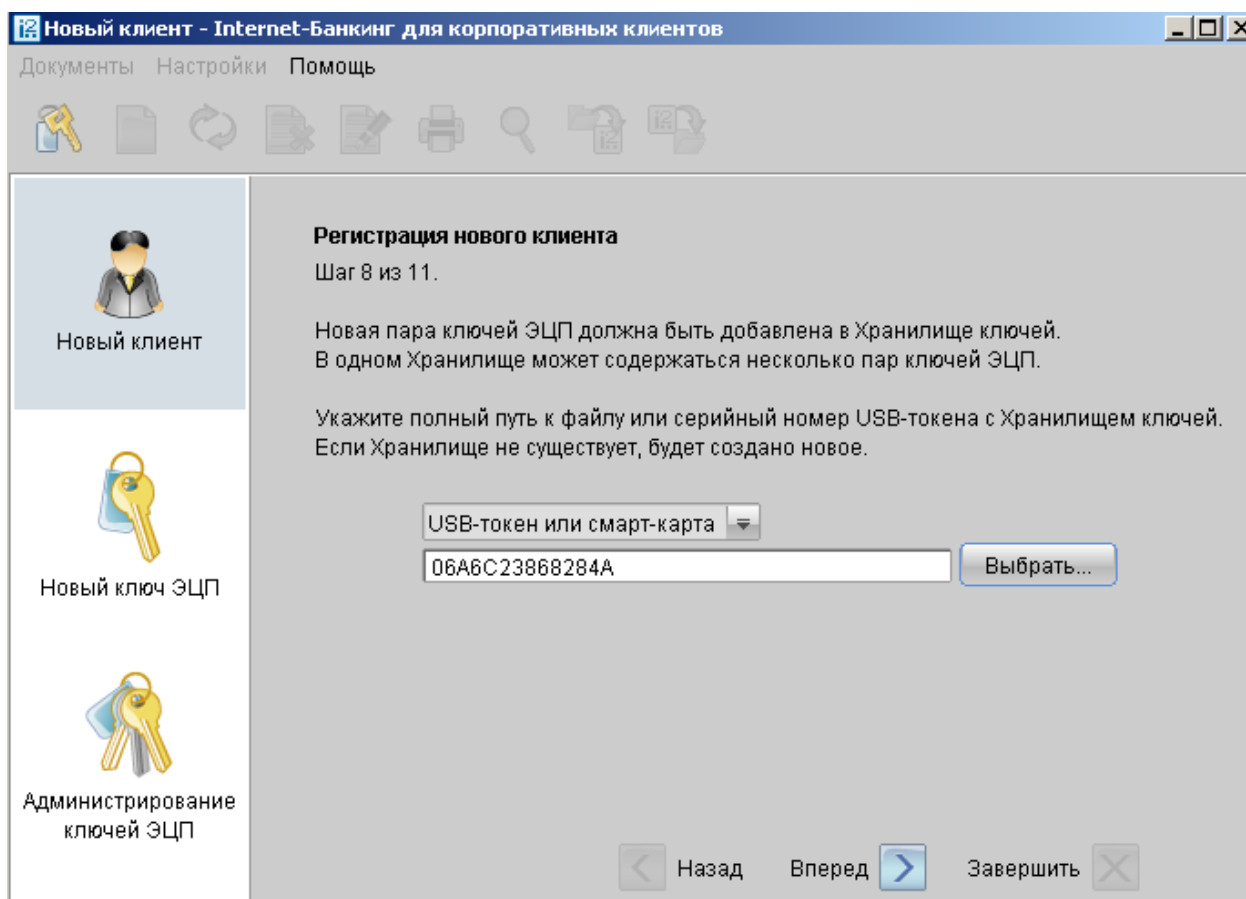 Новый клиент - Internet-Банкинг для корпоративных клиентов
Документы Настройки Помощь
Новый клиент
Новый ключ ЭЦП
Администрирование
ключей ЭЦП
Регистрация нового клиента
Шаг 8 из 11.
Новая пара ключей ЭЦП должна быть добавлена в Хранилище ключей.
В одном Хранилище может содержаться несколько пар ключей ЭЦП.
Укажите полный путь к файлу или серийный номер USB-токена с Хранилищем ключей.
Если Хранилище не существует, будет создано новое.
USB-токен или смарт-карта
06A6C23868284A Выбрать...
Назад Вперед Завершить